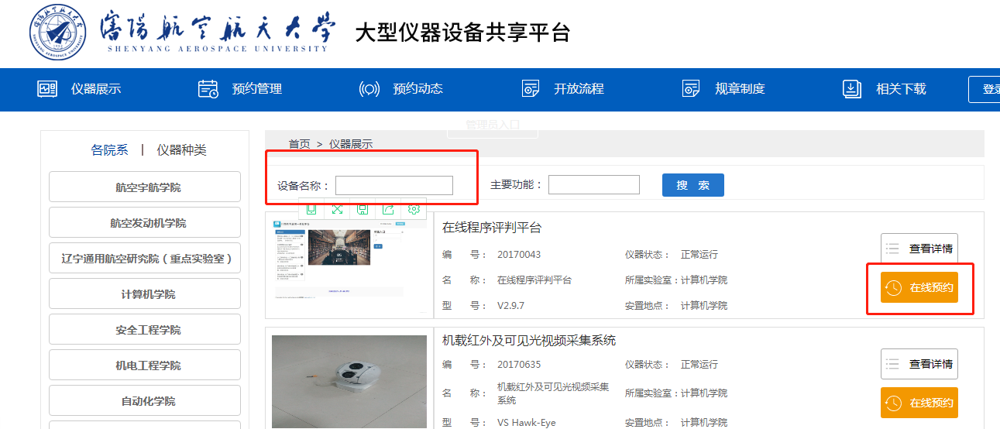 瀋陽航空航天大學
SHENYANG AEROSPACE UNIVERSITY
大型仪器设备共享平台
仪器展示 预约管理 预约动态 开放流程 规章制度 相关下载 登录
管理员入口
各院系 | 仪器种类
航空宇航学院
航空发动机学院
辽宁通用航空研究院（重点实验室）
计算机学院
安全工程学院
机电工程学院
自动化学院
首页 > 仪器展示
设备名称： 主要功能： 搜 索
在线程序评判平台
编 号： 20170043 仪器状态： 正常运行
名 称： 在线程序评判平台 所属实验室：计算机学院
型 号： V2.9.7 安置地点： 计算机学院
查看详情
在线预约
机载红外及可见光视频采集系统
编 号： 20170635 仪器状态： 正常运行
名 称： 机载红外及可见光视频采集系统 所属实验室：计算机学院
型 号： VS Hawk-Eye 安置地点： 计算机学院
查看详情
在线预约